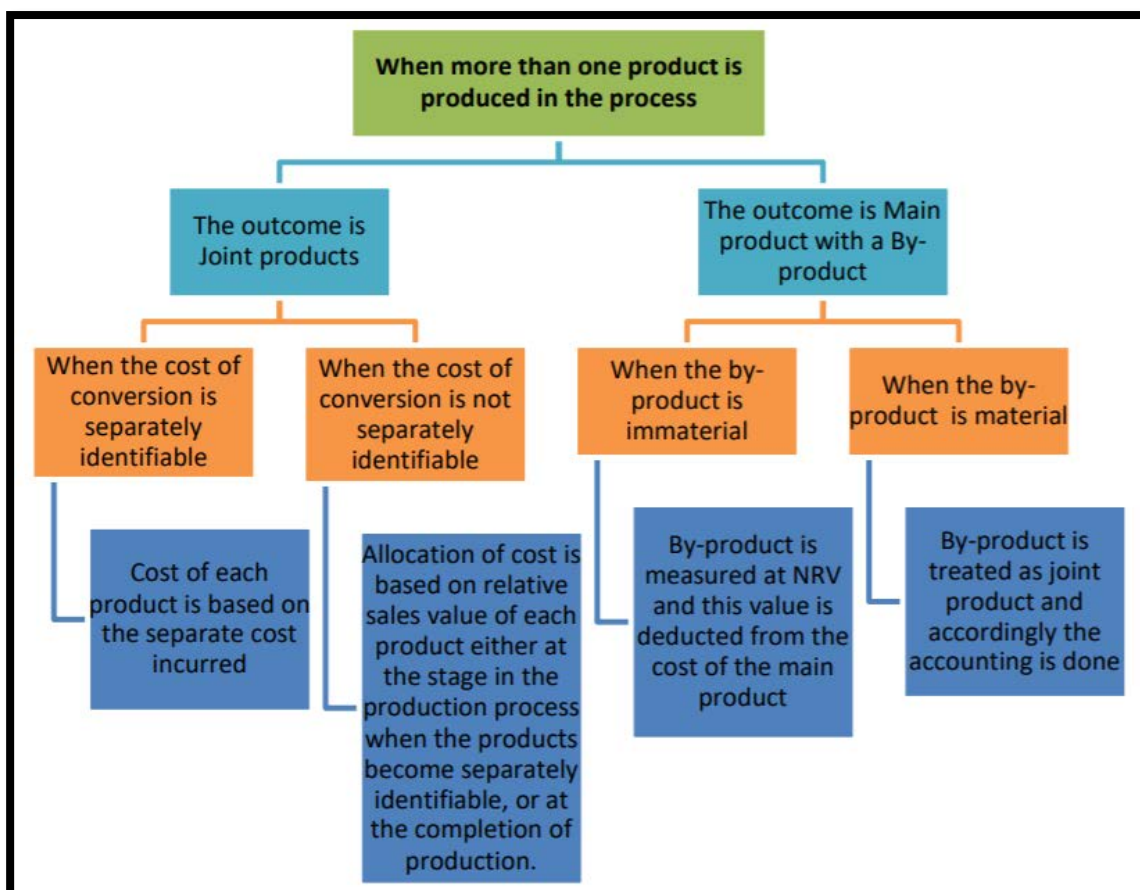 When more than one product is
produced in the process
The outcome is
Joint products
The outcome is Main
product with a By-
product
When the cost of
conversion is
separately
identifiable
When the cost of
conversion is not
separately
identifiable
When the by-
product is
immaterial
When the by-
product is material
Cost of each
product is based on
the separate cost
incurred
Allocation of cost is
based on relative
sales value of each
product either at
the stage in the
production process
when the products
become separately
identifiable, or at
the completion of
production.
By-product is
measured at NRV
and this value is
deducted from the
cost of the main
product
By-product is
treated as joint
product and
accordingly the
accounting is done